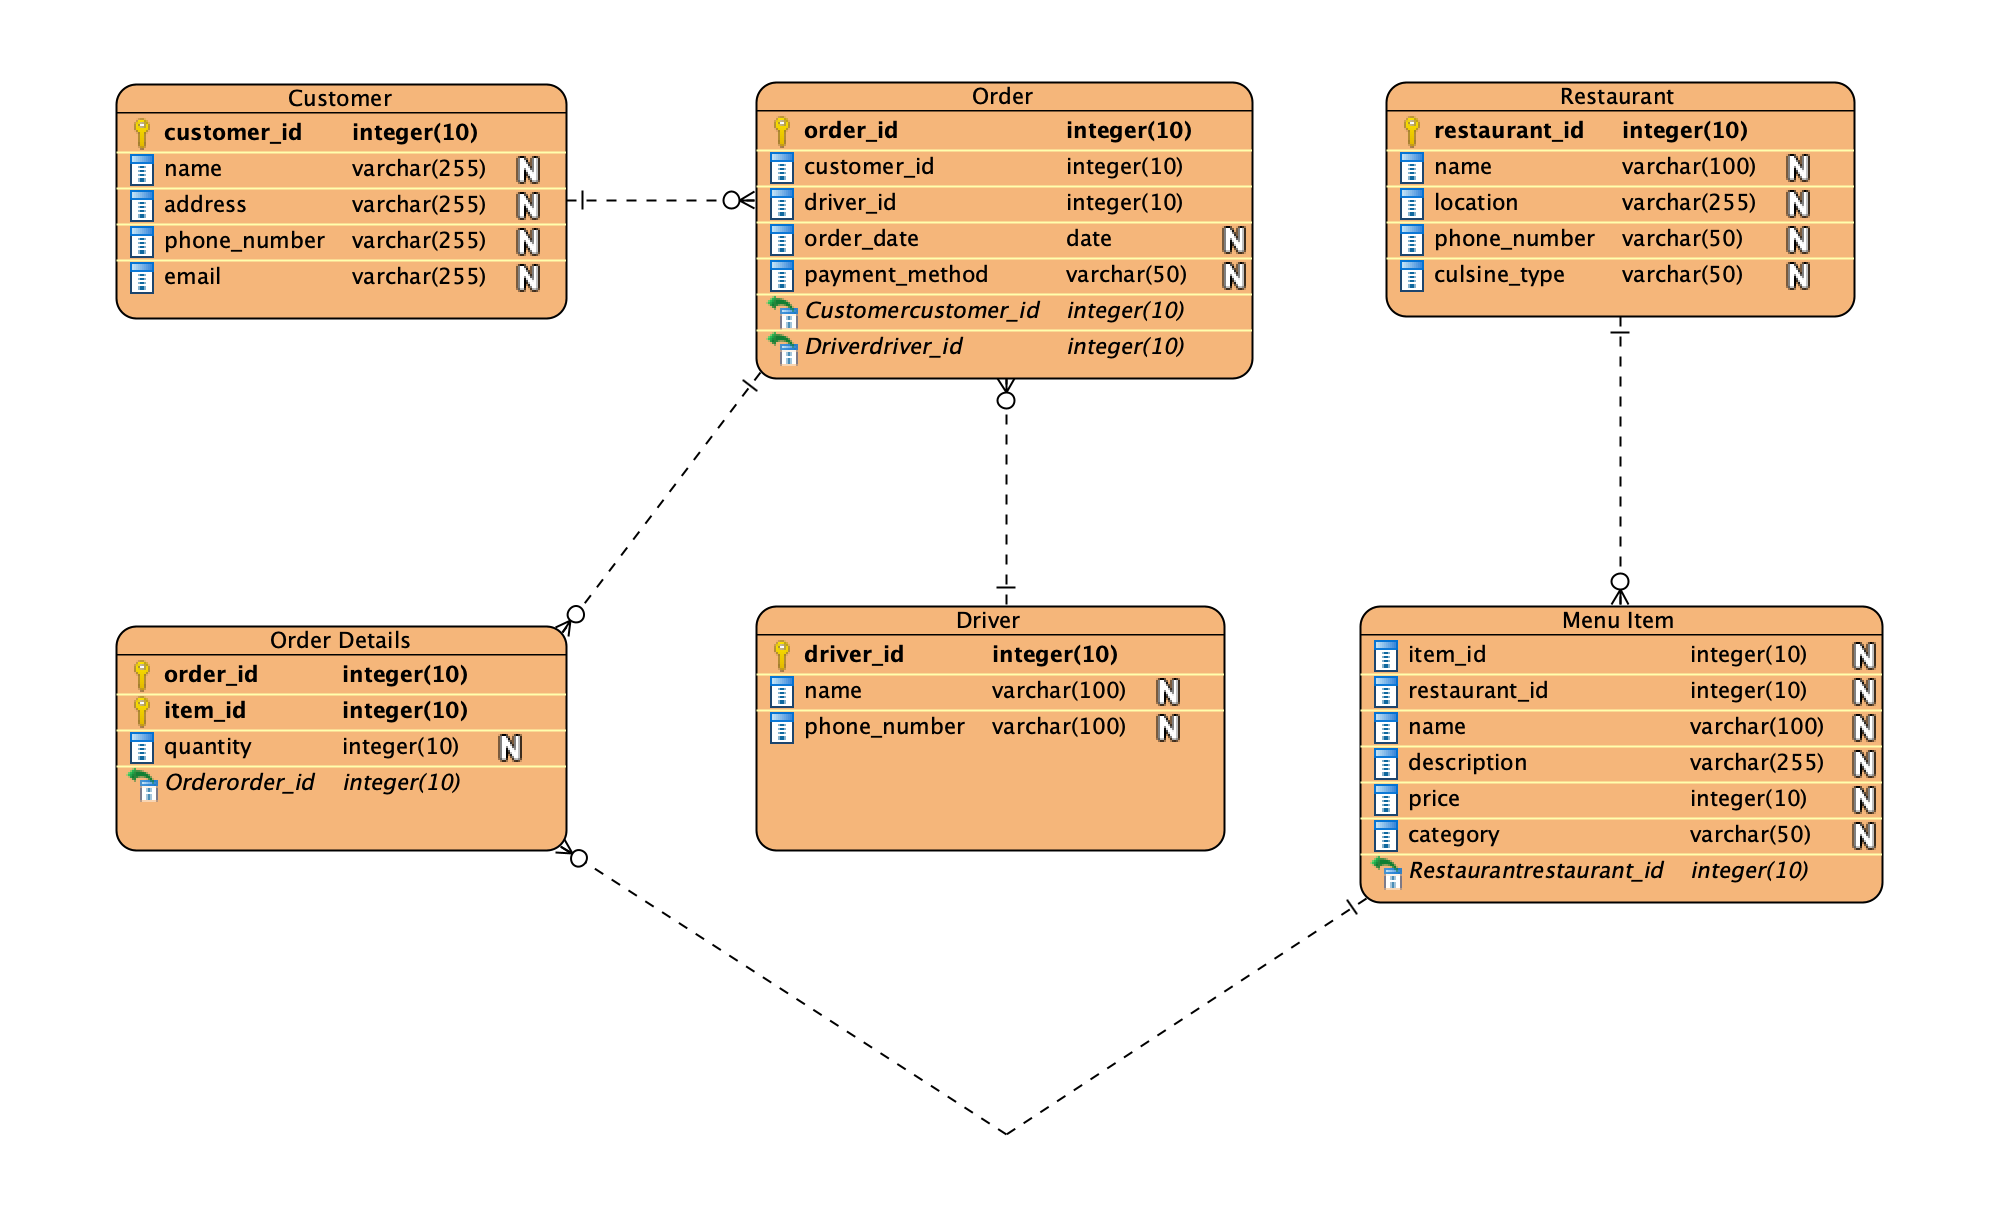 Customer
customer_id integer(10)
name varchar(255) N
address varchar(255) N
phone_number varchar(255) N
email varchar(255) N
Order
order_id integer(10)
customer_id integer(10)
driver_id integer(10)
order_date date N
payment_method varchar(50) N
Customercustomer_id integer(10)
Driverdriver_id integer(10)
Restaurant
restaurant_id integer(10)
name varchar(100) N
location varchar(255) N
phone_number varchar(50) N
culsine_type varchar(50) N
Order Details
order_id integer(10)
item_id integer(10)
quantity integer(10) N
Orderorder_id integer(10)
Driver
driver_id integer(10)
name varchar(100) N
phone_number varchar(100) N
Menu Item
item_id integer(10) N
restaurant_id integer(10) N
name varchar(100) N
description varchar(255) N
price integer(10) N
category varchar(50) N
Restaurantrestaurant_id integer(10)